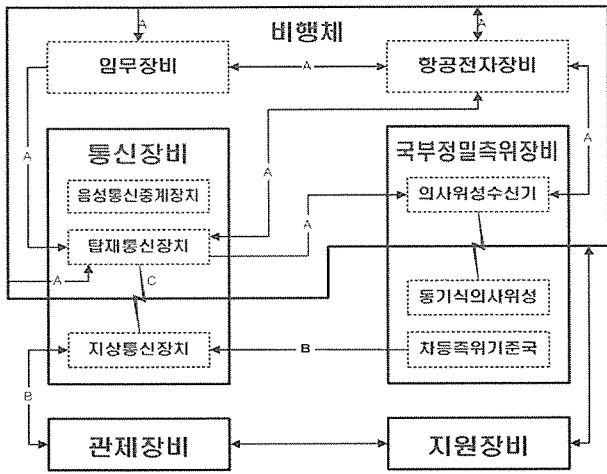 비행체
A
A
임무장비
A
항공전자장비
A
A
통신장비
국부정밀측위장비
음성통신중계장치
A
의사위성수신기
A
탑재통신장치
A
C
동기식의사위성
지상통신장치
B
차등측위기준국
B
관제장비
지원장비